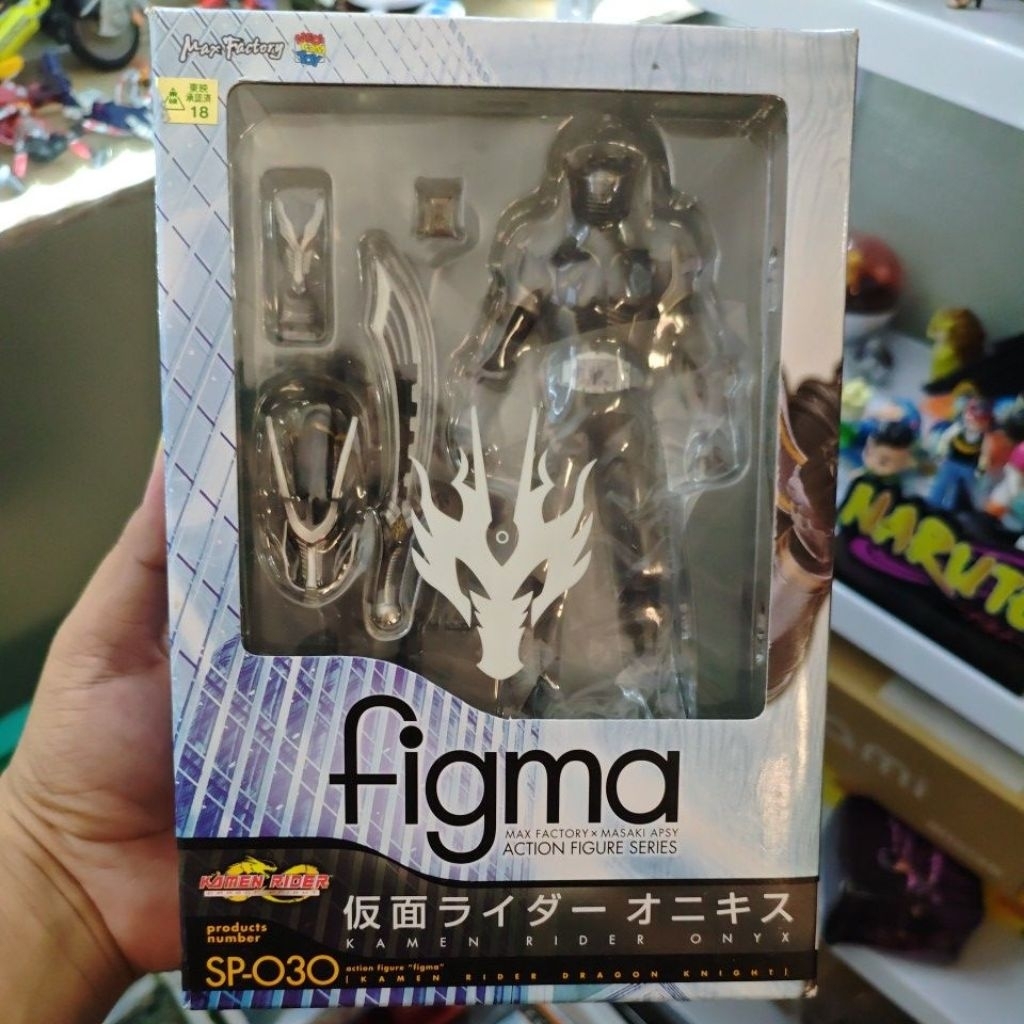 Max Factory
東映
承認済
18
figma
MAX FACTORY × MASAKI APSY
ACTION FIGURE SERIES
KAMEN RIDER
仮面ライダー オニキス
KAMEN RIDER ONYX
products
number
SP-030
action figure "figma"
[KAMEN RIDER DRAGON KNIGHT]
NARUTO